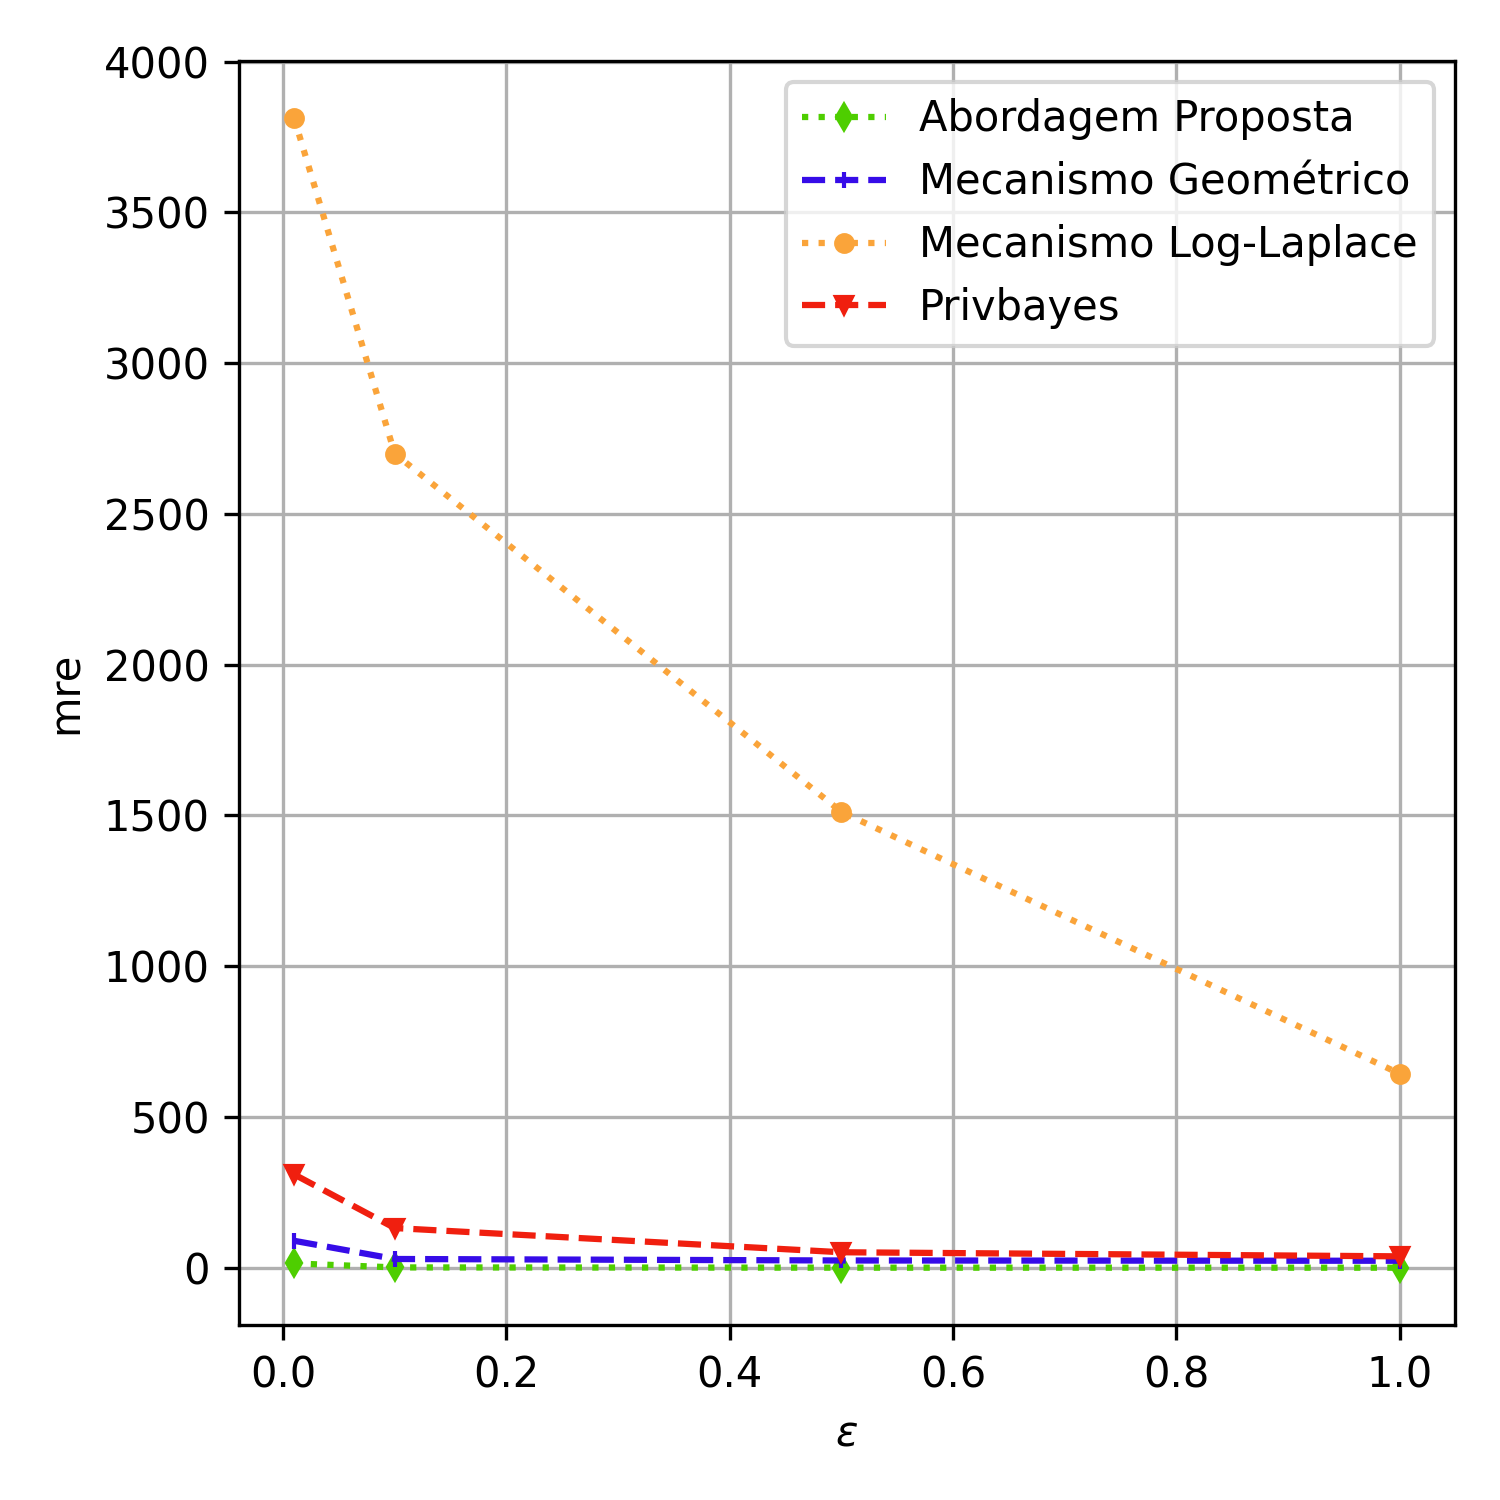 4000
3500
3000
2500
2000
1500
1000
500
0
mre
Abordagem Proposta
Mecanismo Geométrico
Mecanismo Log-Laplace
Privbayes
0.0 0.2 0.4 0.6 0.8 1.0
ε